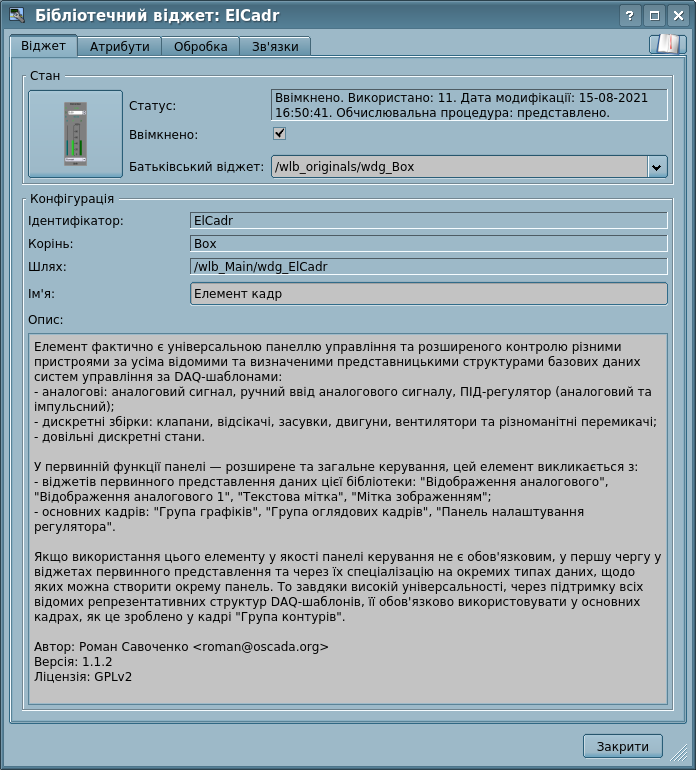 Бібліотечний віджет: ElCadr
?
Віджет Атрибути Обробка Зв'язки
Стан
Статус: Ввімкнено. Використано: 11. Дата модифікації: 15-08-2021
16:50:41. Обчислювальна процедура: представлено.
Ввімкнено:
Батьківський віджет: /wlb_originals/wdg_Box
Конфігурація
Ідентифікатор: ElCadr
Корінь: Box
Шлях: /wlb_Main/wdg_ElCadr
Ім'я: Елемент кадр
Опис:
Елемент фактично є універсальною панеллю управління та розширеного контролю різними
пристроями за усіма відомими та визначеними представницькими структурами базових даних
систем управління за DAQ-шаблонами:
- аналогові: аналоговий сигнал, ручний ввід аналогового сигналу, ПІД-регулятор (аналоговий та
імпульсний);
- дискретні збірки: клапани, відсікачі, засувки, двигуни, вентилятори та різноманітні перемикачі;
- довільні дискретні стани.
У первинній функції панелі — розширене та загальне керування, цей елемент викликається з:
- віджетів первинного представлення даних цієї бібліотеки: "Відображення аналогового",
"Відображення аналогового 1", "Текстова мітка", "Мітка зображенням";
- основних кадрів: "Група графіків", "Група оглядових кадрів", "Панель налаштування
регулятора".
Якщо використання цього елементу у якості панелі керування не є обов'язковим, у першу чергу у
віджетах первинного представлення та через їх спеціалізацію на окремих типах даних, щодо
яких можна створити окрему панель. То завдяки високій універсальності, через підтримку всіх
відомих репрезентативних структур DAQ-шаблонів, її обов'язково використовувати у основних
кадрах, як це зроблено у кадрі "Група контурів".
Автор: Роман Савоченко <roman@oscada.org>
Версія: 1.1.2
Ліцензія: GPLv2
Закрити